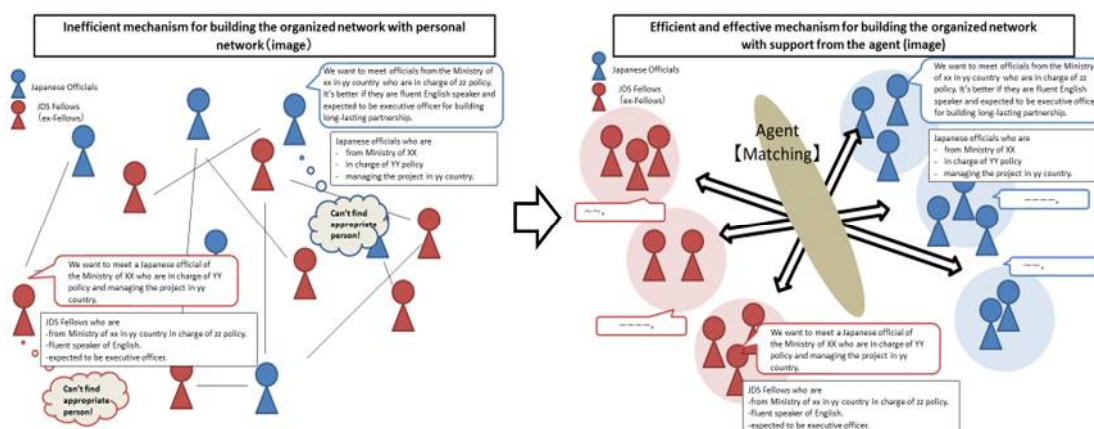 Inefficient mechanism for building the organized network with personal
network (image)
Japanese Officials
JDS Fellows
(ex-Fellows)
We want to meet officials from the Ministry of
xx in yy country who are in charge of zz policy.
It's better if they are fluent English speaker and
expected to be executive officer for building
long-lasting partnership.
Japanese officials who are
- from Ministry of XX
- in charge of YY policy
- managing the project in yy country.
Can't find
appropriate
person!
We want to meet a Japanese official of
the Ministry of XX who are in charge of YY
policy and managing the project in yy
country.
JDS Fellows who are
-from Ministry of xx in yy country in charge of zz policy.
-fluent speaker of English.
-expected to be executive offices.
Can't find
appropriate
person!
Efficient and effective mechanism for building the organized network
with support from the agent (image)
Japanese Officials
JDS Fellows
(ex-Fellows)
We want to meet officials from the Ministry
of xx in yy country who are in charge of zz
policy. It's better if they are fluent English
speaker and expected to be executive officer
for building long-lasting partnership.
Agent
【Matching】
Japanese officials who are
- from Ministry of XX
- in charge of YY policy
- managing the project in yy country.
We want to meet a Japanese official of
the Ministry of XX who are in charge of YY
policy and managing the project in yy
country.
JDS Fellows who are
-from Ministry of xx in yy country in charge of zz policy.
-fluent speaker of English.
-expected to be executive officer.